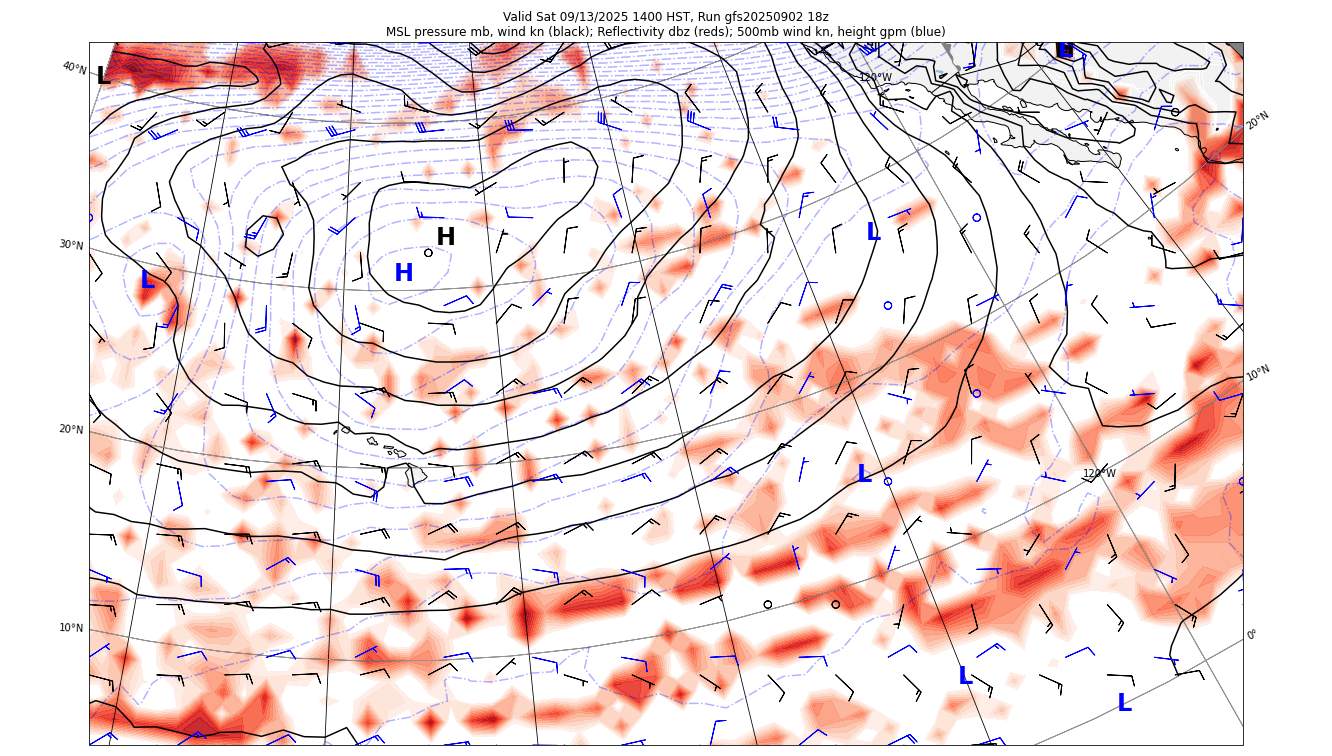 Valid Sat 09/13/2025 1400 HST, Run gfs20250902 18z
MSL pressure mb, wind kn (black); Reflectivity dbz (reds); 500mb wind kn, height gpm (blue)
L
40°N
120°W
20°N
L
H
30°N
H
L
10°N
20°N
L
120°W
10°N
0°
L
L